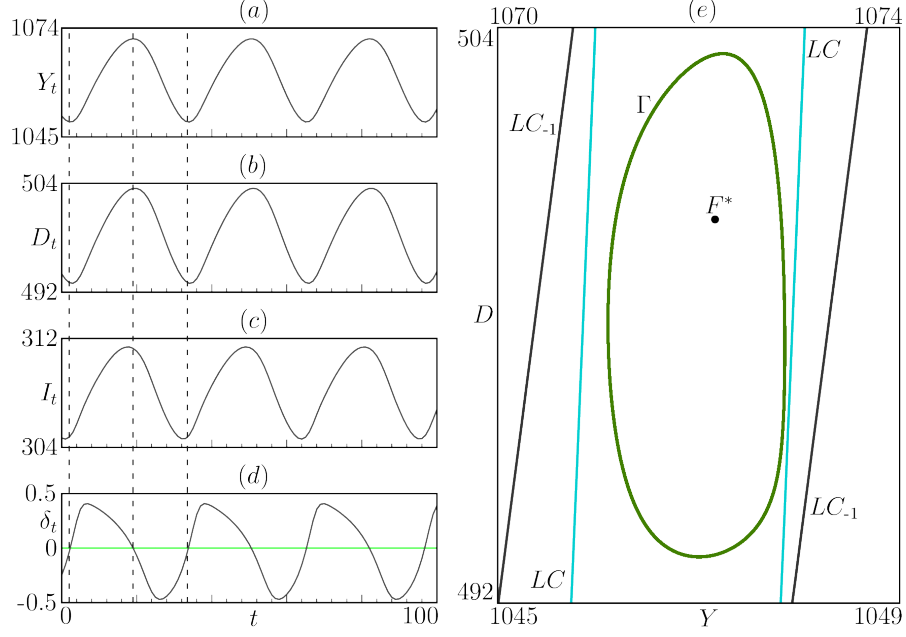 (a)
1074
Y_t
1045
(b)
504
D_t
492
(c)
312
I_t
304
(d)
0.5
δ_t
0
-0.5
0 t 100
(e)
1070 1074
504
LC
Γ
LC_-1
F*
D
LC_-1
LC
492
1045 Y 1049